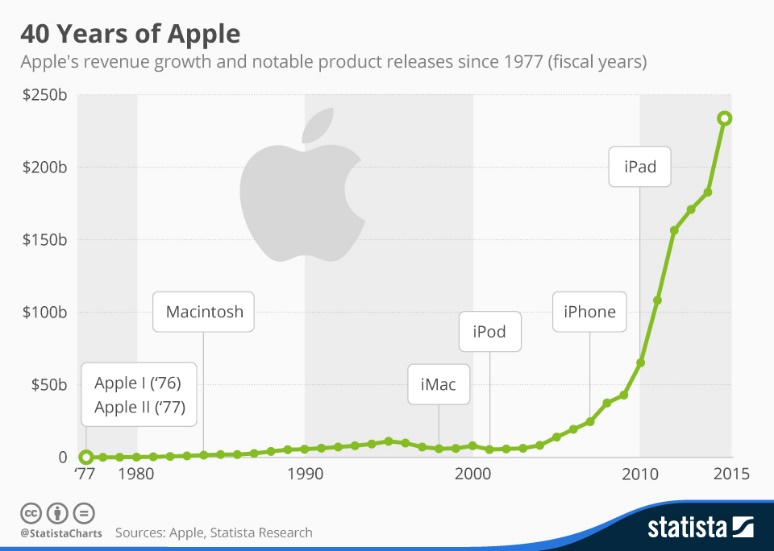 40 Years of Apple
Apple's revenue growth and notable product releases since 1977 (fiscal years)
$250b
$200b
$150b
$100b
$50b
0
iPad
Macintosh
iPhone
iPod
iMac
Apple I (‘76)
Apple II (‘77)
’77 1980 1990 2000 2010 2015
cc
@StatistaCharts Sources: Apple, Statista Research
statista